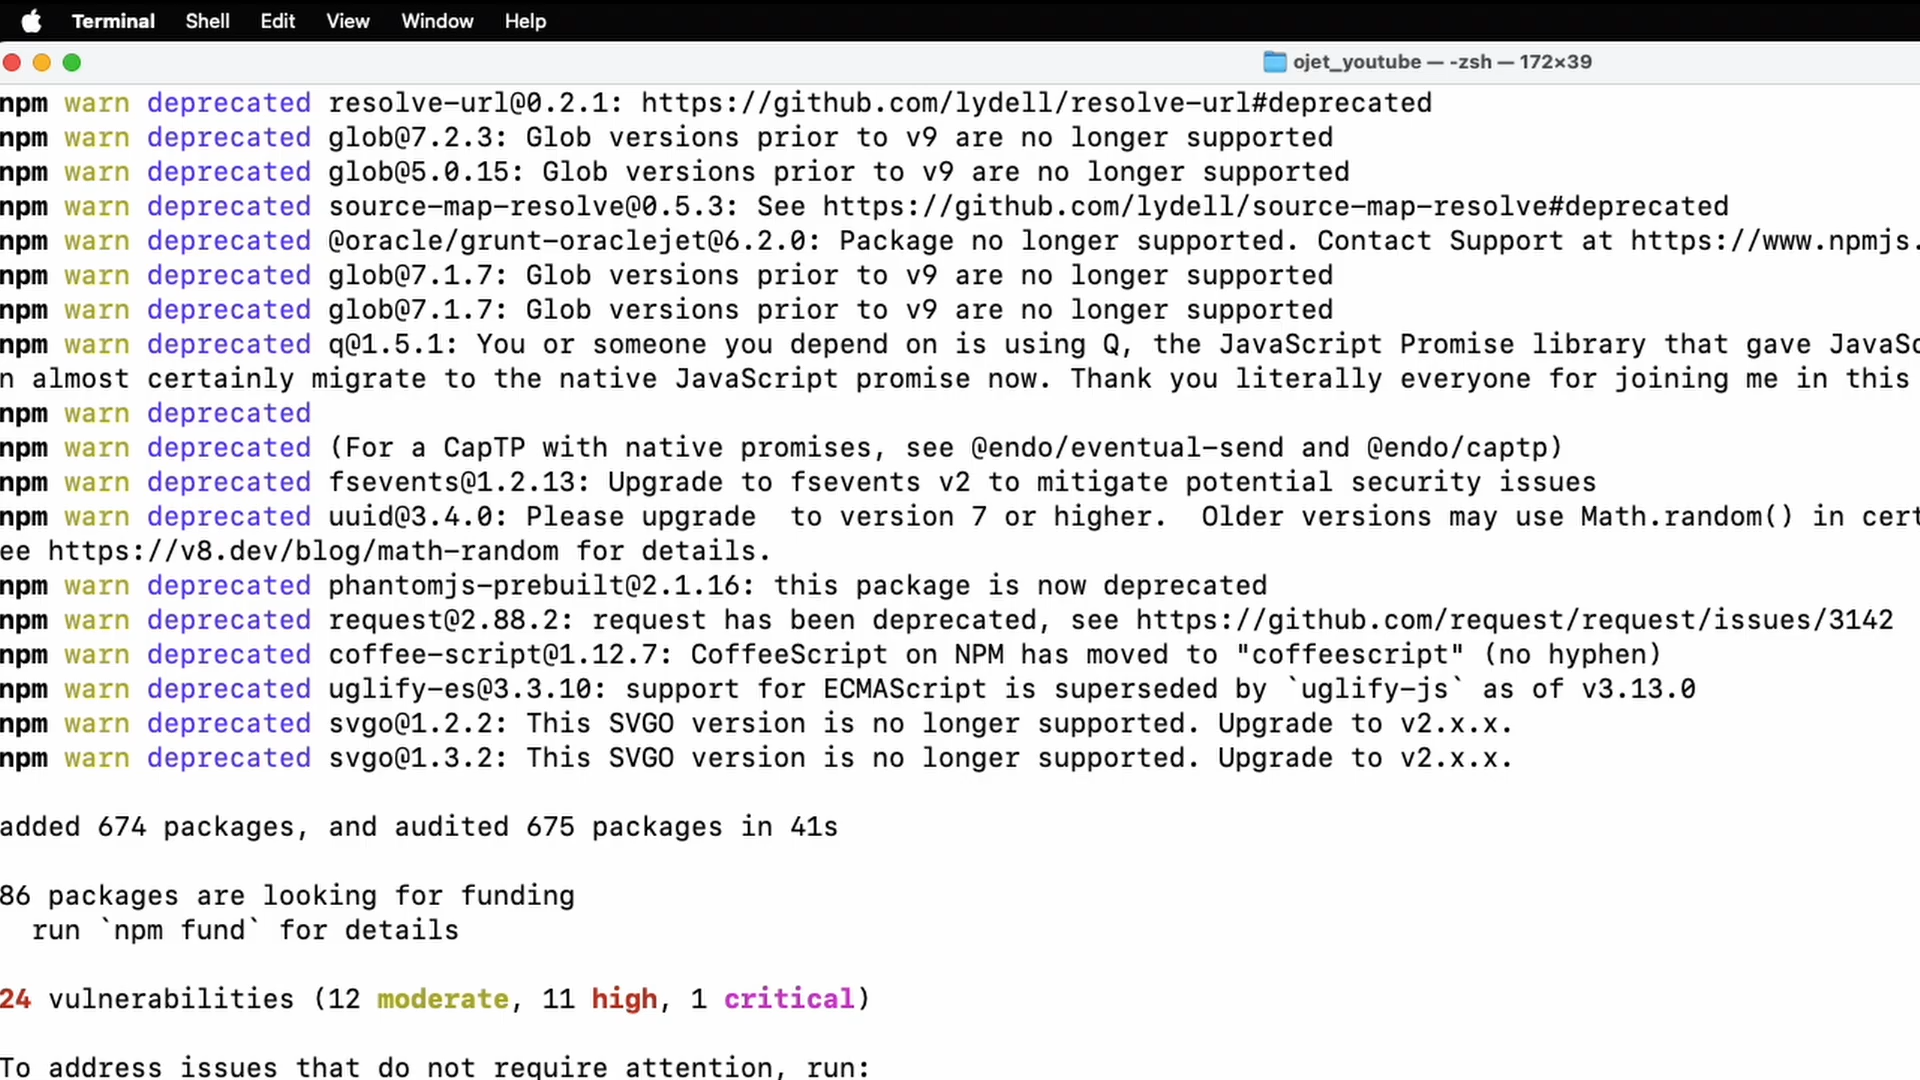 Terminal Shell Edit View Window Help
ojet_youtube — -zsh — 172×39
npm warn deprecated resolve-url@0.2.1: https://github.com/lydell/resolve-url#deprecated
npm warn deprecated glob@7.2.3: Glob versions prior to v9 are no longer supported
npm warn deprecated glob@5.0.15: Glob versions prior to v9 are no longer supported
npm warn deprecated source-map-resolve@0.5.3: See https://github.com/lydell/source-map-resolve#deprecated
npm warn deprecated @oracle/grunt-oraclejet@6.2.0: Package no longer supported. Contact Support at https://www.npmjs.
npm warn deprecated glob@7.1.7: Glob versions prior to v9 are no longer supported
npm warn deprecated glob@7.1.7: Glob versions prior to v9 are no longer supported
npm warn deprecated q@1.5.1: You or someone you depend on is using Q, the JavaScript Promise library that gave JavaSc
n almost certainly migrate to the native JavaScript promise now. Thank you literally everyone for joining me in this
npm warn deprecated
npm warn deprecated (For a CapTP with native promises, see @endo/eventual-send and @endo/captp)
npm warn deprecated fsevents@1.2.13: Upgrade to fsevents v2 to mitigate potential security issues
npm warn deprecated uuid@3.4.0: Please upgrade  to version 7 or higher.  Older versions may use Math.random() in cert
ee https://v8.dev/blog/math-random for details.
npm warn deprecated phantomjs-prebuilt@2.1.16: this package is now deprecated
npm warn deprecated request@2.88.2: request has been deprecated, see https://github.com/request/request/issues/3142
npm warn deprecated coffee-script@1.12.7: CoffeeScript on NPM has moved to "coffeescript" (no hyphen)
npm warn deprecated uglify-es@3.3.10: support for ECMAScript is superseded by `uglify-js` as of v3.13.0
npm warn deprecated svgo@1.2.2: This SVGO version is no longer supported. Upgrade to v2.x.x.
npm warn deprecated svgo@1.3.2: This SVGO version is no longer supported. Upgrade to v2.x.x.
added 674 packages, and audited 675 packages in 41s
86 packages are looking for funding
run `npm fund` for details
24 vulnerabilities (12 moderate, 11 high, 1 critical)
To address issues that do not require attention, run: